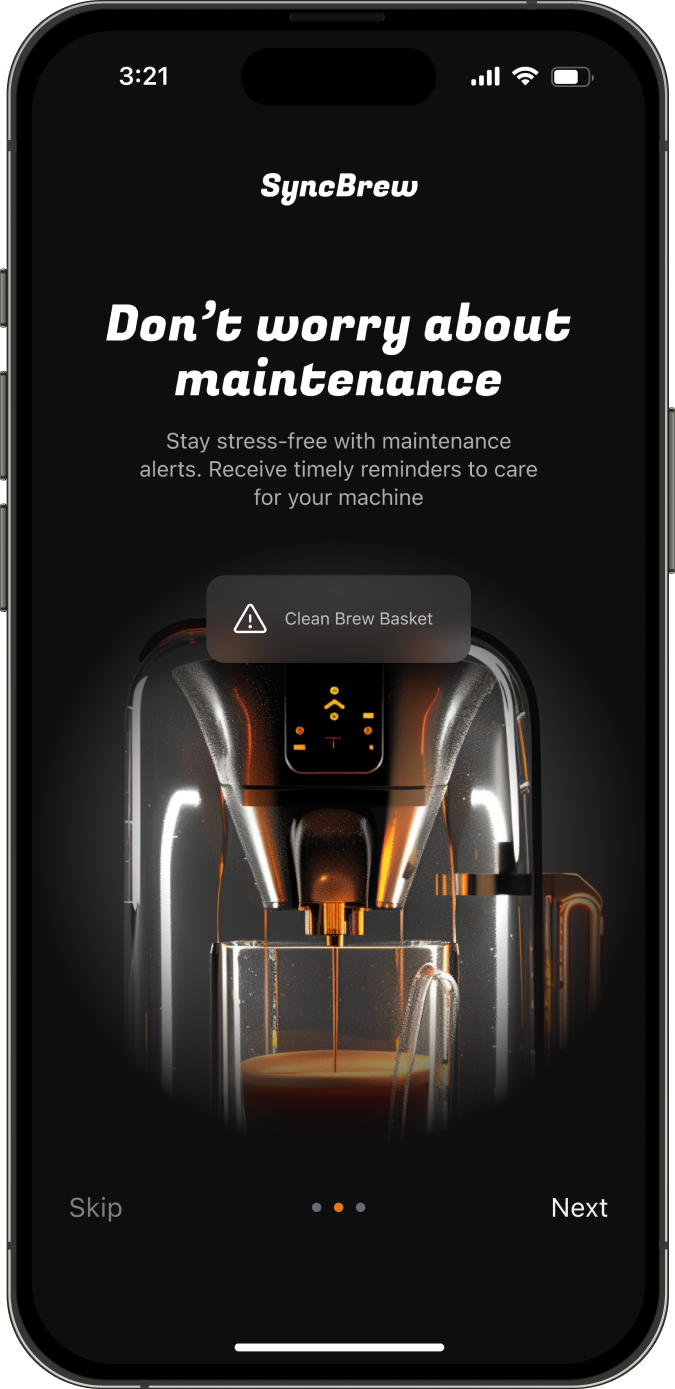 3:21
SyncBrew
Don’t worry about
maintenance
Stay stress-free with maintenance
alerts. Receive timely reminders to care
for your machine
Clean Brew Basket
Skip
Next